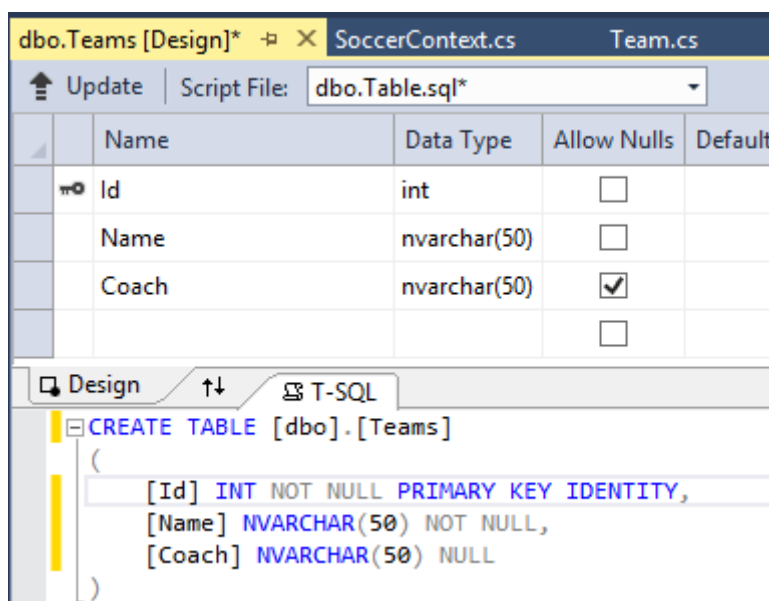 dbo.Teams [Design]* SoccerContext.cs Team.cs
Update Script File: dbo.Table.sql*
Name Data Type Allow Nulls Default
Id int
Name nvarchar(50)
Coach nvarchar(50)
Design T-SQL
CREATE TABLE [dbo].[Teams]
(
[Id] INT NOT NULL PRIMARY KEY IDENTITY,
[Name] NVARCHAR(50) NOT NULL,
[Coach] NVARCHAR(50) NULL
)